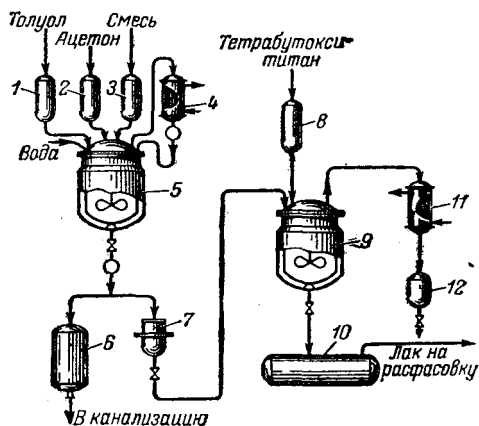 Толуол
Смесь
Ацетон
Тетрабутокси-
титан
1
2
3
4
8
Вода
5
9
11
12
6
7
10
Лак на
расфасовку
В канализацию